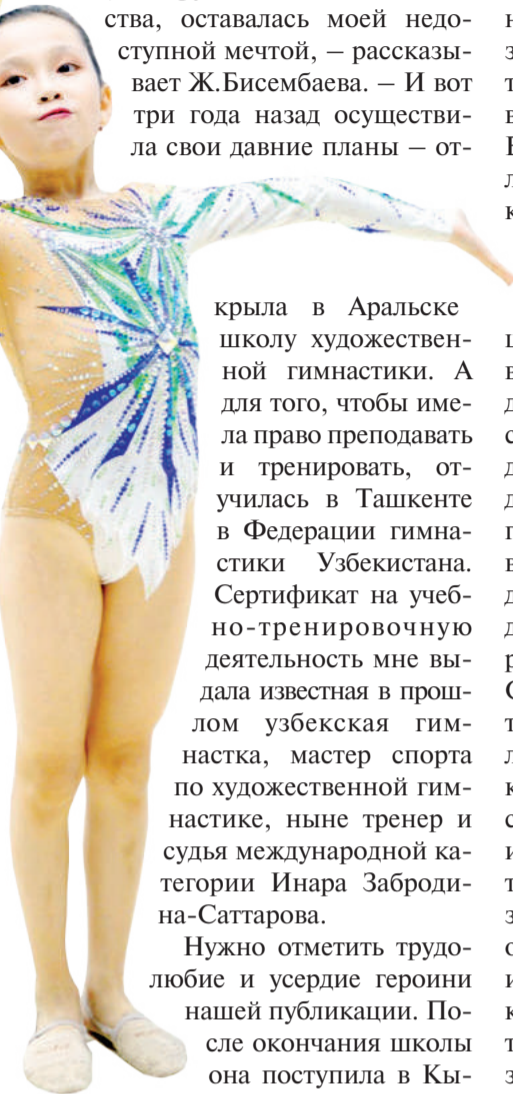 ства, оставалась моей недо-
ступной мечтой, – рассказы-
вает Ж.Бисембаева. – И вот
три года назад осуществи-
ла свои давние планы – от-
крыла в Аральске
школу художествен-
ной гимнастики. А
для того, чтобы име-
ла право преподавать
и тренировать, от-
училась в Ташкенте
в Федерации гимна-
стики Узбекистана.
Сертификат на учеб-
но-тренировочную
деятельность мне вы-
дала известная в прош-
лом узбекская гим-
настка, мастер спорта
по художественной гим-
настике, ныне тренер и
судья международной ка-
тегории Инара Заброди-
на-Саттарова.
Нужно отметить трудо-
любие и усердие героини
нашей публикации. По-
сле окончания школы
она поступила в Кы-